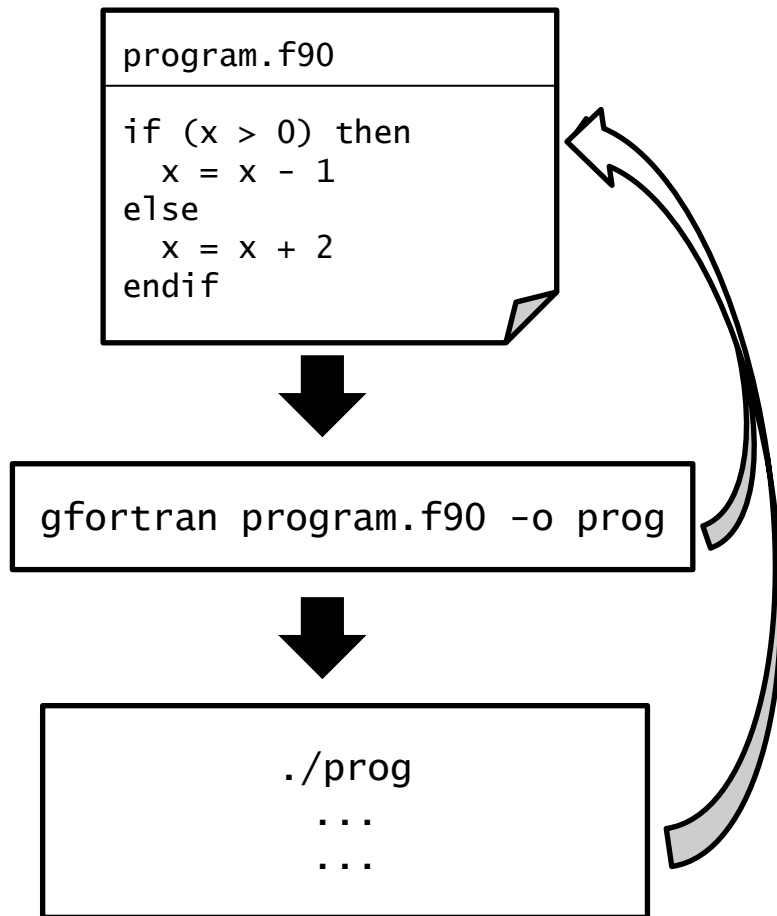 program.f90
if (x > 0) then
  x = x - 1
else
  x = x + 2
endif
gfortran program.f90 -o prog
./prog
...
...